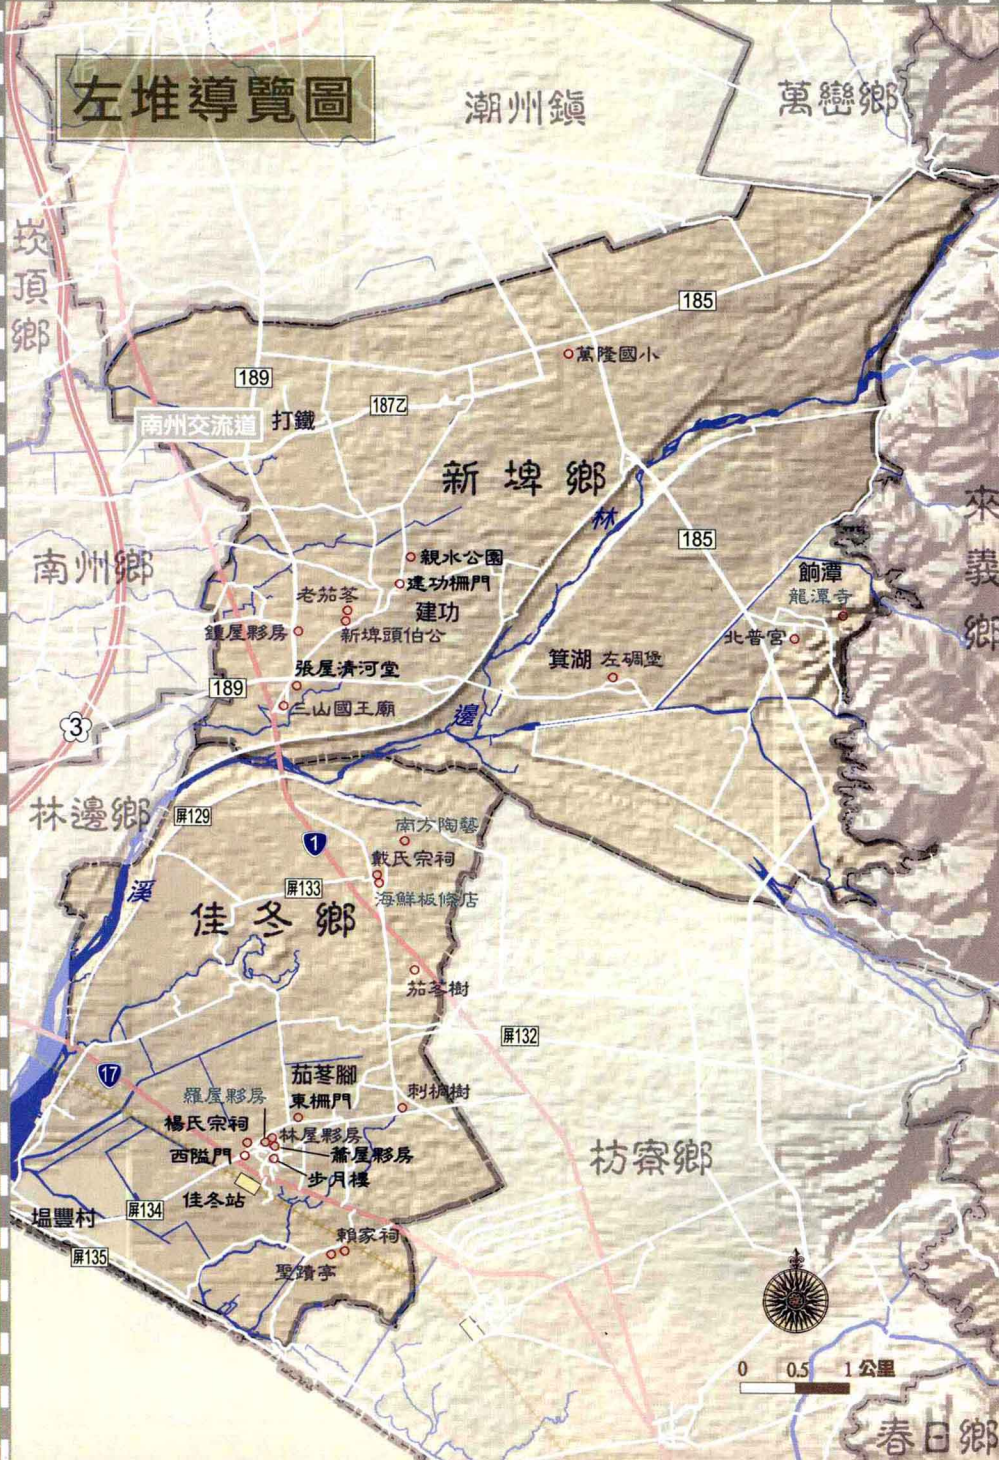 左堆導覽圖
潮州鎮
萬巒鄉
崁頂鄉
185
萬隆國小
189
187乙
打鐵
南州交流道
新埤鄉
林
來義鄉
185
南州鄉
親水公園
建功柵門
建功
老茄苳
新埤頭伯公
鍾屋夥房
餉潭
龍潭寺
北普宮
箕湖
左碉堡
張屋清河堂
189
三山國王廟
邊
3
林邊鄉
屏129
1
南方陶藝
戴氏宗祠
海鮮板條店
屏133
溪
佳冬鄉
茄苳樹
屏132
17
茄苳腳
東柵門
刺桐樹
羅屋夥房
楊氏宗祠
林屋夥房
西隘門
蕭屋夥房
步月樓
枋寮鄉
佳冬站
屏134
塭豐村
屏135
賴家祠
聖蹟亭
0 0.5 1 公里
春日鄉